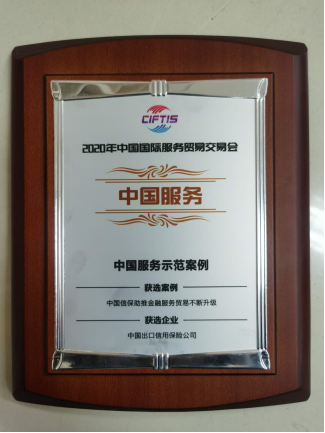 CIFTIS
2020年中国国际服务贸易交易会
中国服务
中国服务示范案例
获选案例
中国信保助推金融服务贸易不断升级
获选企业
中国出口信用保险公司